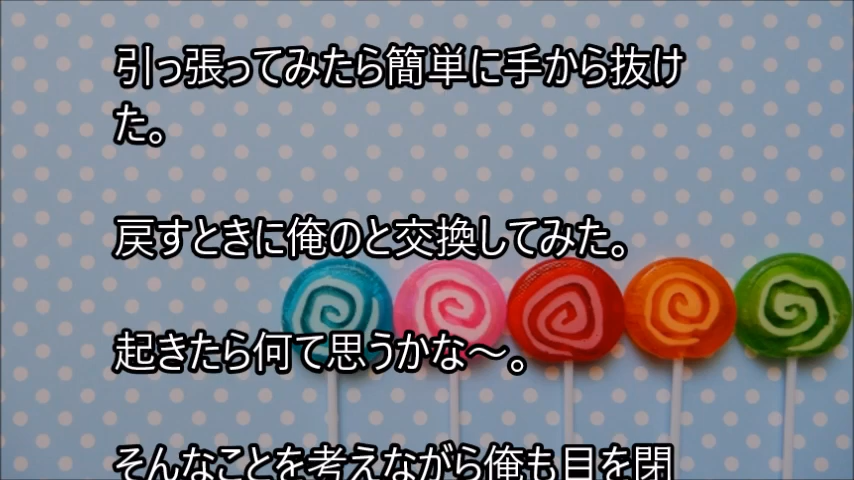 引っ張ってみたら簡単に手から抜け
た。
戻すときに俺のと交換してみた。
起きたら何て思うかな～。
そんなことを考えながら俺も目を閉